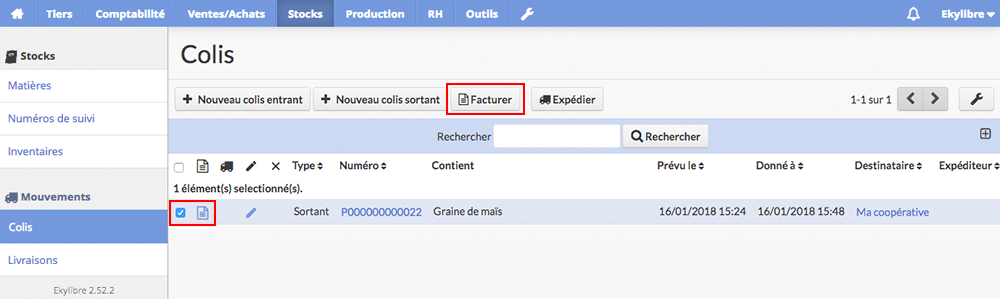 Tiers Comptabilité Ventes/Achats Stocks Production RH Outils Ekylibre
Stocks
Matières
Numéros de suivi
Inventaires
Mouvements
Colis
Livraisons
Ekylibre 2.52.2
Colis
Nouveau colis entrant Nouveau colis sortant Facturer Expédier 1-1 sur 1
Rechercher Rechercher
Type Numéro Contient Prévu le Donné à Destinataire Expéditeur
1 élément(s) selectionné(s).
Sortant P000000000022 Graine de maïs 16/01/2018 15:24 16/01/2018 15:48 Ma coopérative